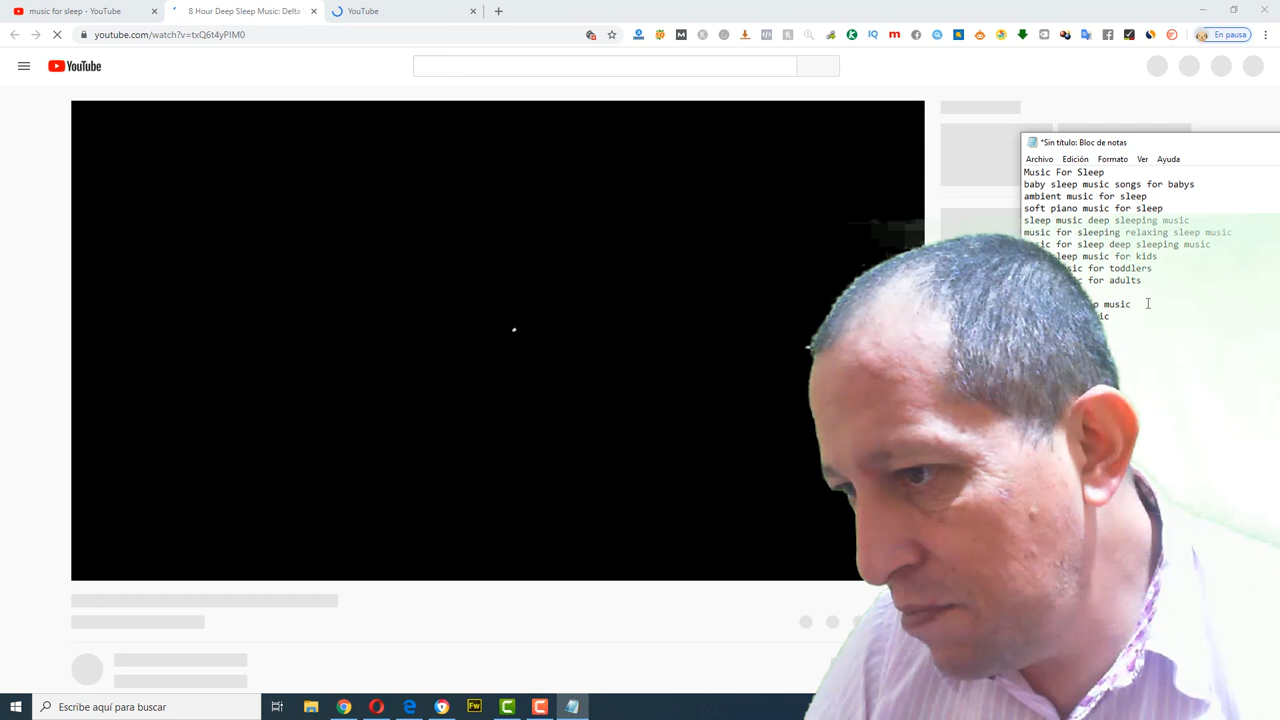 music for sleep - YouTube
8 Hour Deep Sleep Music: Delta
YouTube
youtube.com/watch?v=txQ6t4yPIM0
En pausa
YouTube
*Sin título: Bloc de notas
Archivo Edición Formato Ver Ayuda
Music For Sleep
baby sleep music songs for babys
ambient music for sleep
soft piano music for sleep
sleep music deep sleeping music
music for sleeping relaxing sleep music
music for sleep deep sleeping music
sleep music for kids
music for toddlers
music for adults
music
Escribe aquí para buscar